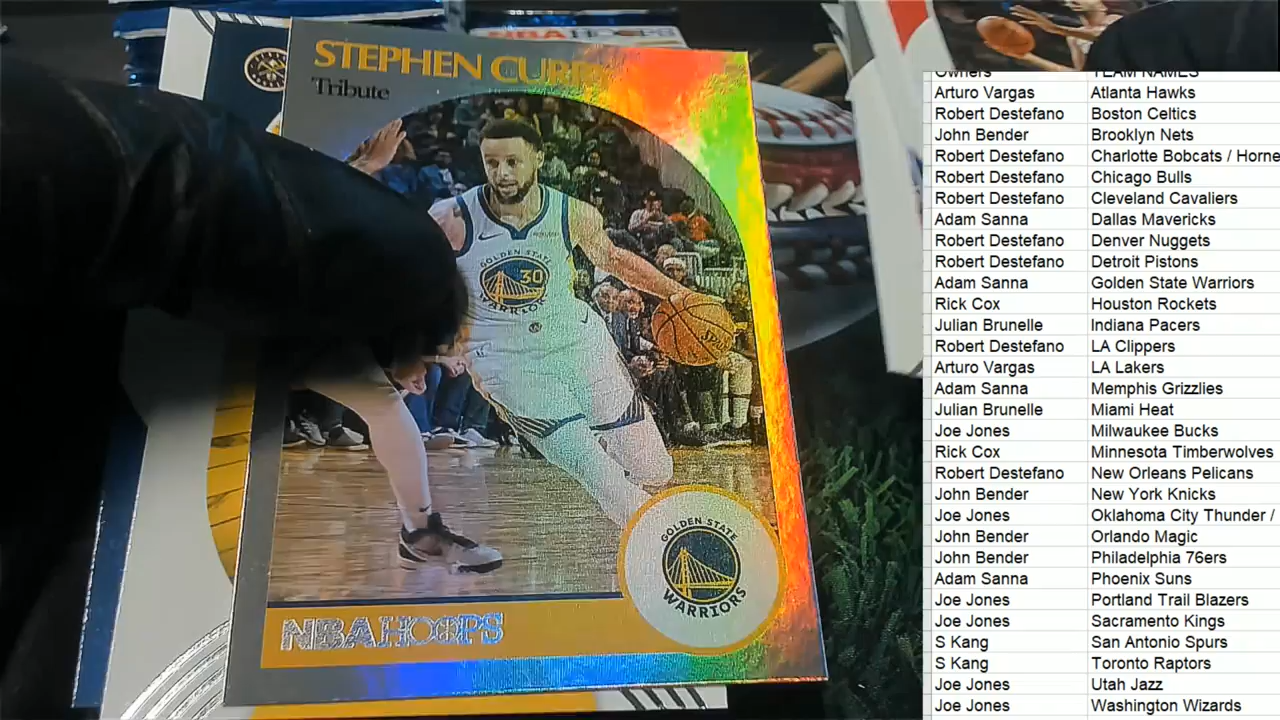 STEPHEN CURRY
Tribute
GOLDEN STATE
30
WARRIORS
GOLDEN STATE
WARRIORS
NBA HOOPS
Owners TEAM NAMES
Arturo Vargas Atlanta Hawks
Robert Destefano Boston Celtics
John Bender Brooklyn Nets
Robert Destefano Charlotte Bobcats / Horne
Robert Destefano Chicago Bulls
Robert Destefano Cleveland Cavaliers
Adam Sanna Dallas Mavericks
Robert Destefano Denver Nuggets
Robert Destefano Detroit Pistons
Adam Sanna Golden State Warriors
Rick Cox Houston Rockets
Julian Brunelle Indiana Pacers
Robert Destefano LA Clippers
Arturo Vargas LA Lakers
Adam Sanna Memphis Grizzlies
Julian Brunelle Miami Heat
Joe Jones Milwaukee Bucks
Rick Cox Minnesota Timberwolves
Robert Destefano New Orleans Pelicans
John Bender New York Knicks
Joe Jones Oklahoma City Thunder /
John Bender Orlando Magic
John Bender Philadelphia 76ers
Adam Sanna Phoenix Suns
Joe Jones Portland Trail Blazers
Joe Jones Sacramento Kings
S Kang San Antonio Spurs
S Kang Toronto Raptors
Joe Jones Utah Jazz
Joe Jones Washington Wizards